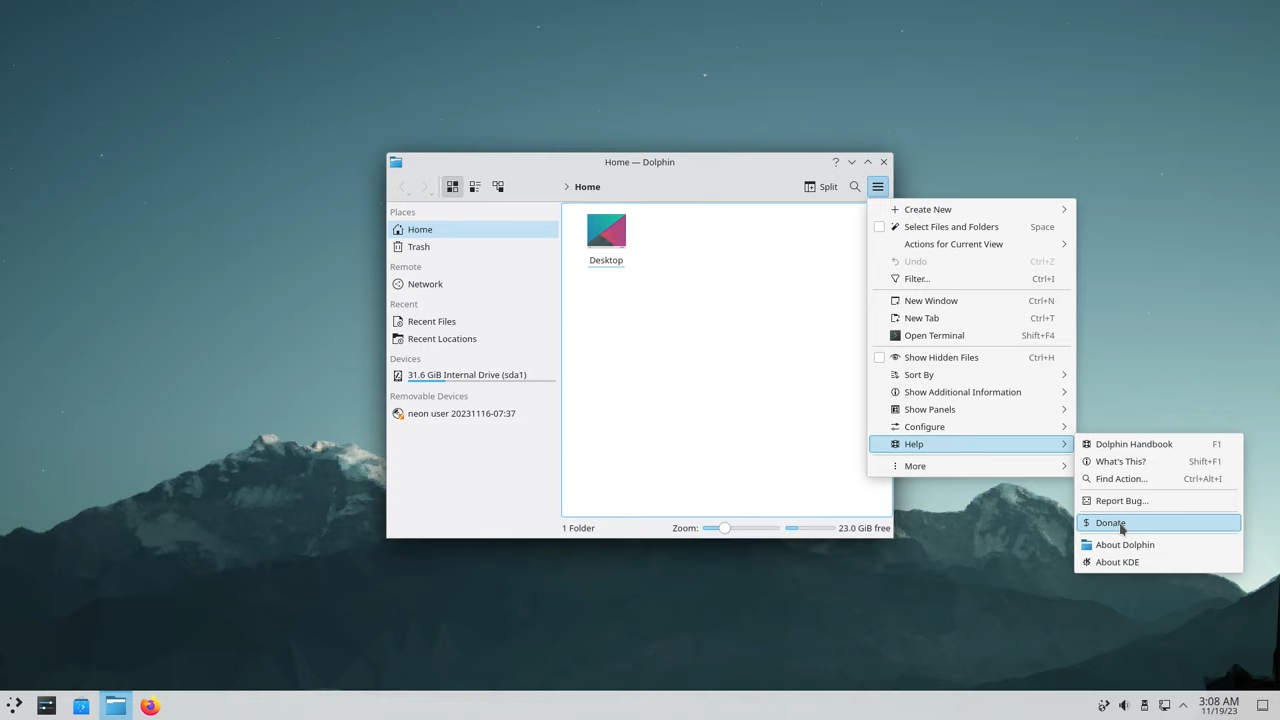 Home — Dolphin
Home
Split
Places
Home
Trash
Remote
Network
Recent
Recent Files
Recent Locations
Devices
31.6 GiB Internal Drive (sda1)
Removable Devices
neon user 20231116-07:37
Desktop
1 Folder
Zoom:
23.0 GiB free
Create New
Select Files and Folders Space
Actions for Current View
Undo Ctrl+Z
Filter... Ctrl+I
New Window Ctrl+N
New Tab Ctrl+T
Open Terminal Shift+F4
Show Hidden Files Ctrl+H
Sort By
Show Additional Information
Show Panels
Configure
Help
More
Dolphin Handbook F1
What's This? Shift+F1
Find Action... Ctrl+Alt+I
Report Bug...
Donate
About Dolphin
About KDE
3:08 AM
11/19/23